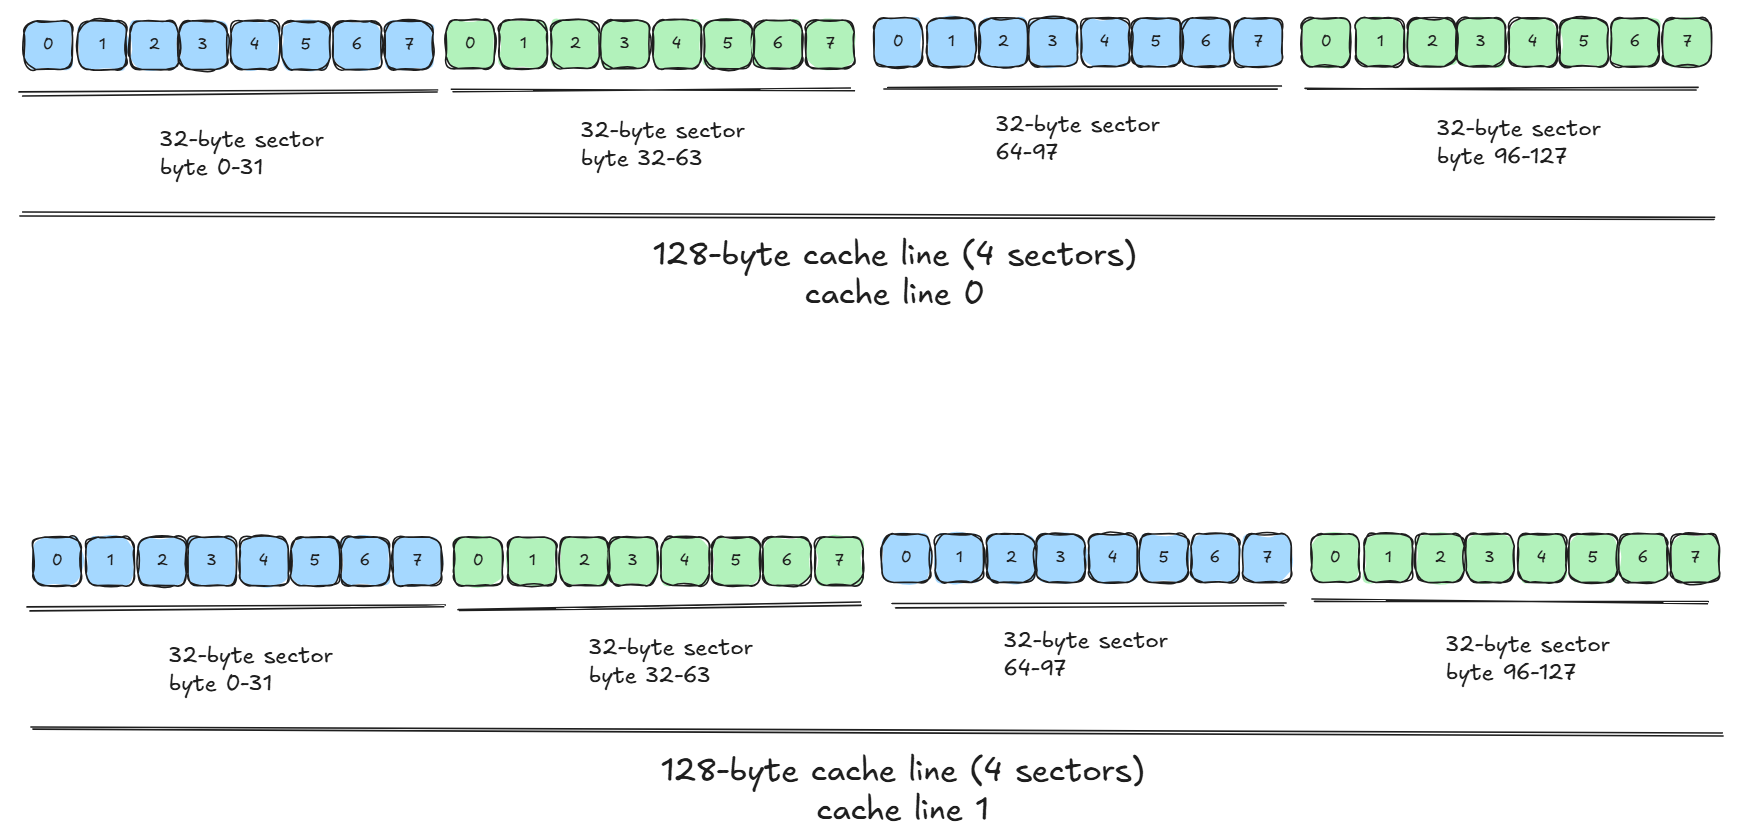 0 1 2 3 4 5 6 7 0 1 2 3 4 5 6 7 0 1 2 3 4 5 6 7 0 1 2 3 4 5 6 7
32-byte sector
byte 0-31
32-byte sector
byte 32-63
32-byte sector
64-97
32-byte sector
byte 96-127
128-byte cache line (4 sectors)
cache line 0
0 1 2 3 4 5 6 7 0 1 2 3 4 5 6 7 0 1 2 3 4 5 6 7 0 1 2 3 4 5 6 7
32-byte sector
byte 0-31
32-byte sector
byte 32-63
32-byte sector
64-97
32-byte sector
byte 96-127
128-byte cache line (4 sectors)
cache line 1